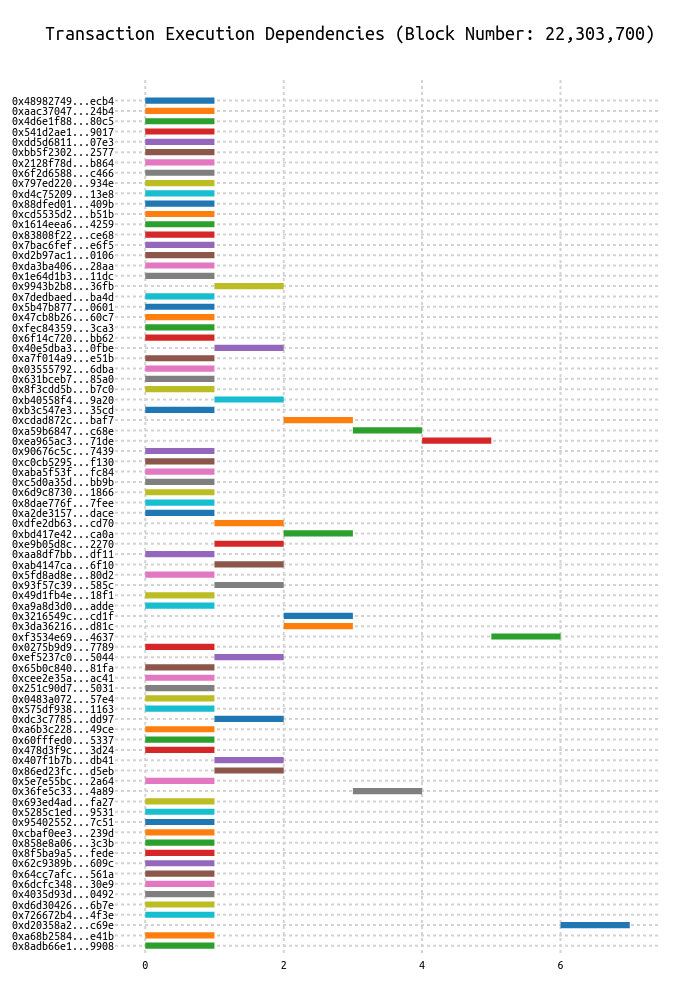 Transaction Execution Dependencies (Block Number: 22,303,700)
0x48982749...ecb4
0xaac37047...24b4
0x4d6e1f88...80c5
0x541d2ae1...9017
0xdd5d6811...07e3
0xbb5f2302...2577
0x2128f78d...b864
0x6f2d6588...c466
0x797ed220...934e
0xd4c75209...13e8
0x88dfed01...409b
0xcd5535d2...b51b
0x1614eea6...4259
0x83808f22...ce68
0x7bac6fef...e6f5
0xd2b97ac1...0106
0xda3ba406...28aa
0x1e64d1b3...11dc
0x9943b2b8...36fb
0x7dedbaed...ba4d
0x5b47b877...0601
0x47cb8b26...60c7
0xfec84359...3ca3
0x6f14c720...bb62
0x40e5dba3...0fbe
0xa7f014a9...e51b
0x03555792...6dba
0x631bceb7...85a0
0x8f3cdd5b...b7c0
0xb40558f4...9a20
0xb3c547e3...35cd
0xcdad872c...baf7
0xa59b6847...c68e
0xea965ac3...71de
0x90676c5c...7439
0xc0cb5295...f130
0xaba5f53f...fc84
0xc5d0a35d...bb9b
0x6d9c8730...1866
0x8dae776f...7fee
0xa2de3157...dace
0xdfe2db63...cd70
0xbd417e42...ca0a
0xe9b05d8c...2270
0xaa8df7bb...df11
0xab4147ca...6f10
0x5fd8ad8e...80d2
0x93f57c39...585c
0x49d1fb4e...18f1
0xa9a8d3d0...adde
0x3216549c...cd1f
0x3da36216...d81c
0xf3534e69...4637
0x0275b9d9...7789
0xef5237c0...5044
0x65b0c840...81fa
0xcee2e35a...ac41
0x251c90d7...5031
0x0483a072...57e4
0x575df938...1163
0xdc3c7785...dd97
0xa6b3c228...49ce
0x60fffed0...5337
0x478d3f9c...3d24
0x407f1b7b...db41
0x86ed23fc...d5eb
0x5e7e55bc...2a64
0x36fe5c33...4a89
0x693ed4ad...fa27
0x5285c1ed...9531
0x95402552...7c51
0xcbaf0ee3...239d
0x858e8a06...3c3b
0x8f5ba9a5...fede
0x62c9389b...609c
0x64cc7afc...561a
0x6dcfc348...30e9
0x4035d93d...0492
0xd6d30426...6b7e
0x726672b4...4f3e
0xd20358a2...c69e
0xa68b2584...e41b
0x8adb66e1...9908
0 2 4 6